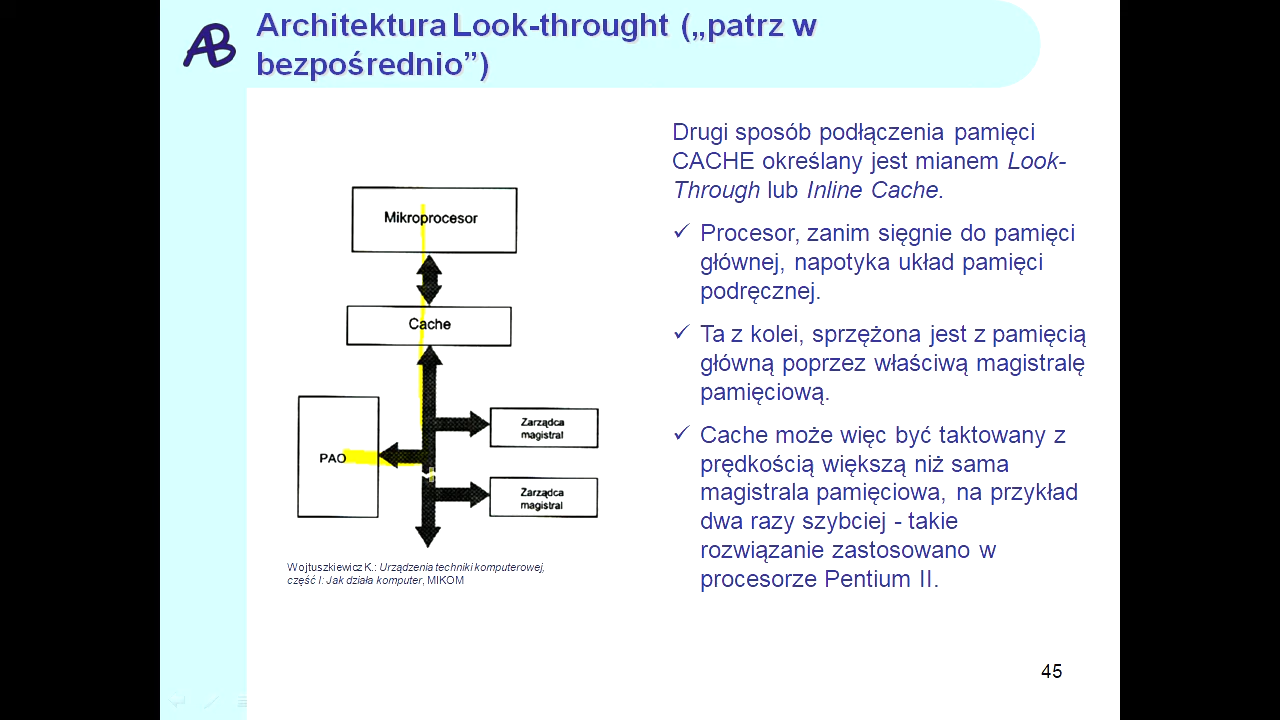 AB
Architektura Look-throught („patrz w
bezpośrednio”)
Drugi sposób podłączenia pamięci
CACHE określany jest mianem Look-
Through lub Inline Cache.
Procesor, zanim sięgnie do pamięci
głównej, napotyka układ pamięci
podręcznej.
Ta z kolei, sprzężona jest z pamięcią
główną poprzez właściwą magistralę
pamięciową.
Cache może więc być taktowany z
prędkością większą niż sama
magistrala pamięciowa, na przykład
dwa razy szybciej - takie
rozwiązanie zastosowano w
procesorze Pentium II.
Mikroprocesor
Cache
Zarządca
magistral
PAO
Zarządca
magistral
Wojtuszkiewicz K.: Urządzenia techniki komputerowej,
część I: Jak działa komputer, MIKOM
45